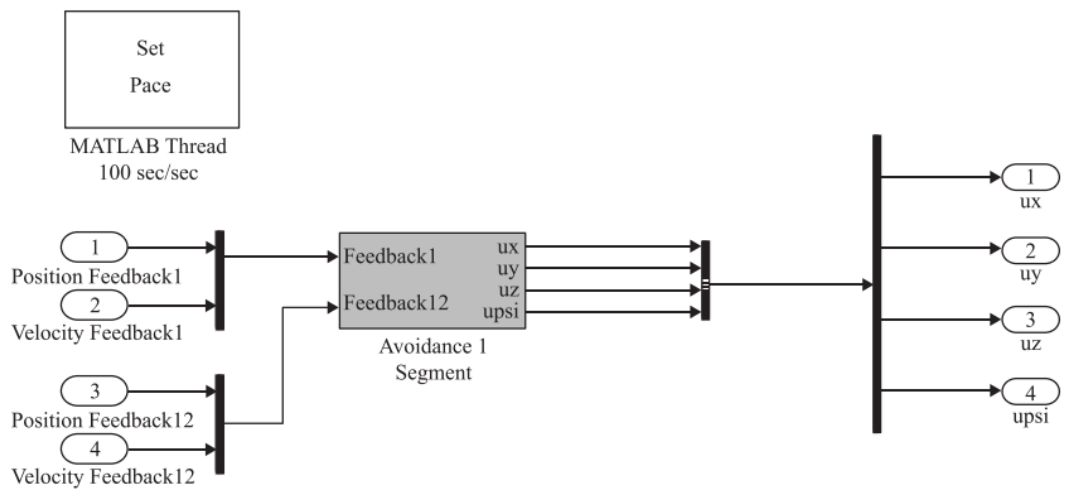 Set
Pace
MATLAB Thread
100 sec/sec
1
Position Feedback1
2
Velocity Feedback1
3
Position Feedback12
4
Velocity Feedback12
Feedback1
Feedback12
ux
uy
uz
upsi
Avoidance 1
Segment
1
ux
2
uy
3
uz
4
upsi